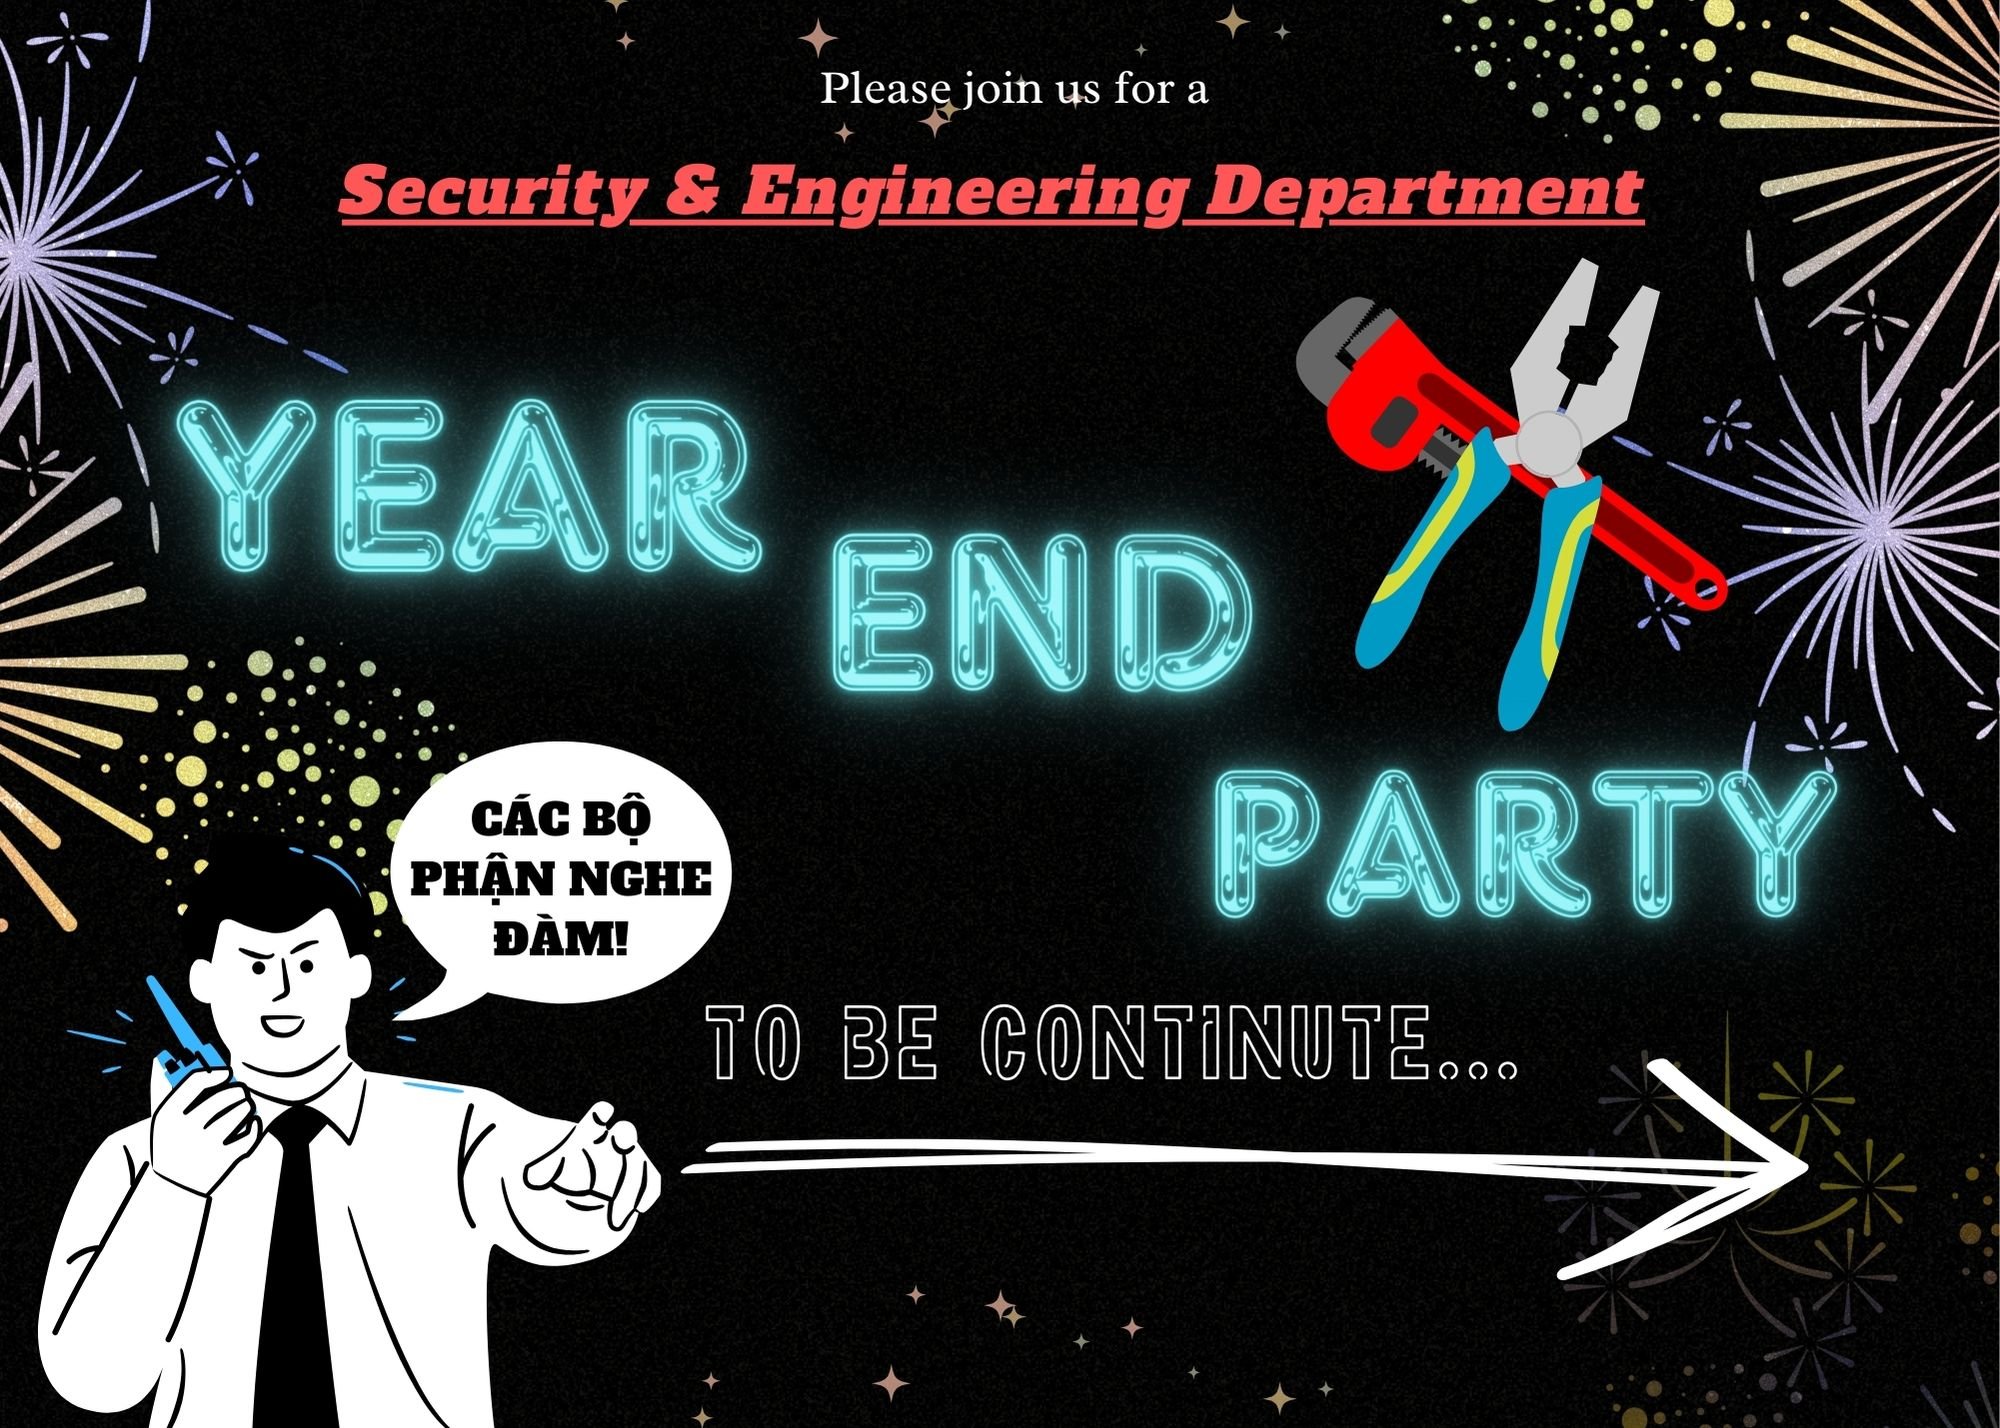 Please join us for a
Security & Engineering Department
YEAR
END
PARTY
CÁC BỘ
PHẬN NGHE
ĐÀM!
TO BE CONTINUTE...